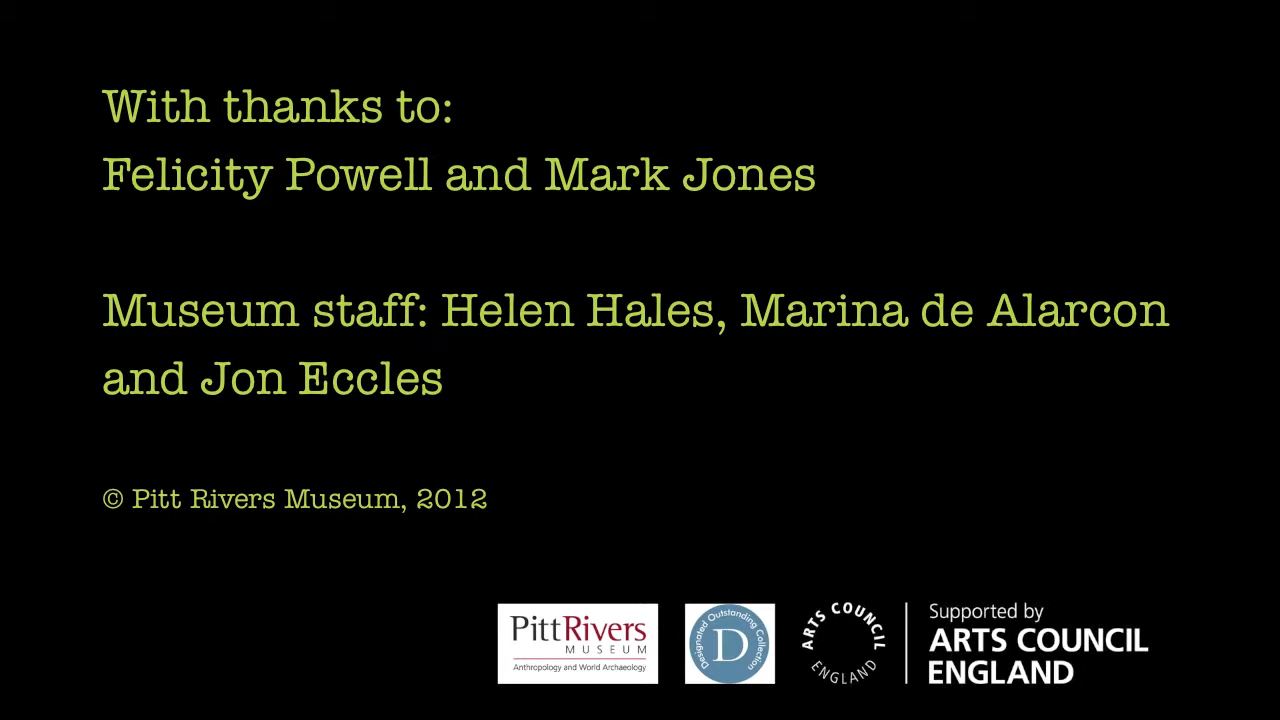 With thanks to:
Felicity Powell and Mark Jones
Museum staff: Helen Hales, Marina de Alarcon
and Jon Eccles
© Pitt Rivers Museum, 2012
PittRivers
MUSEUM
Anthropology and World Archaeology
Designated Outstanding Collection
D
ARTS COUNCIL
ENGLAND
Supported by
ARTS COUNCIL
ENGLAND